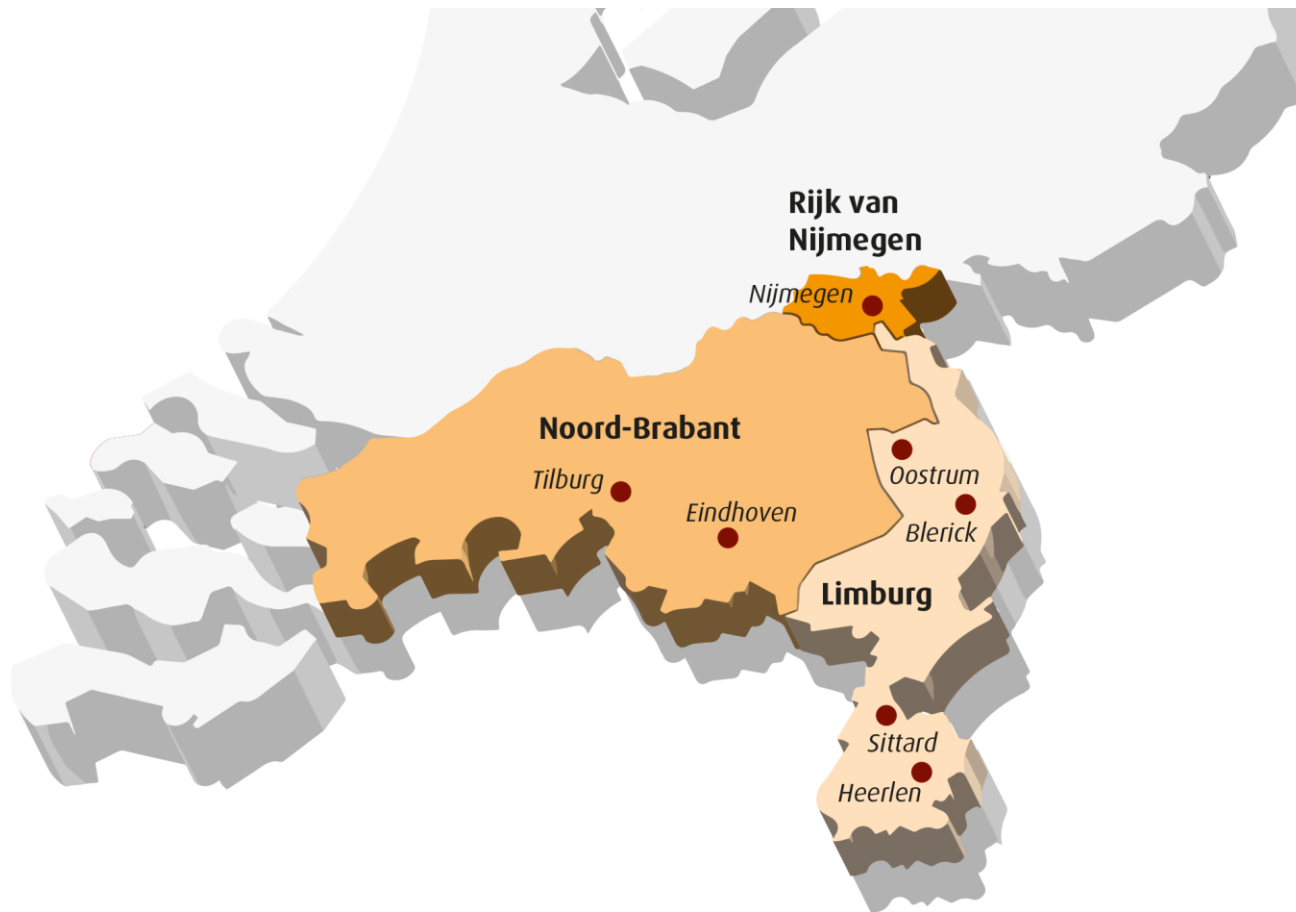 Rijk van
Nijmegen
Nijmegen
Noord-Brabant
Tilburg
Eindhoven
Oostrum
Blerick
Limburg
Sittard
Heerlen